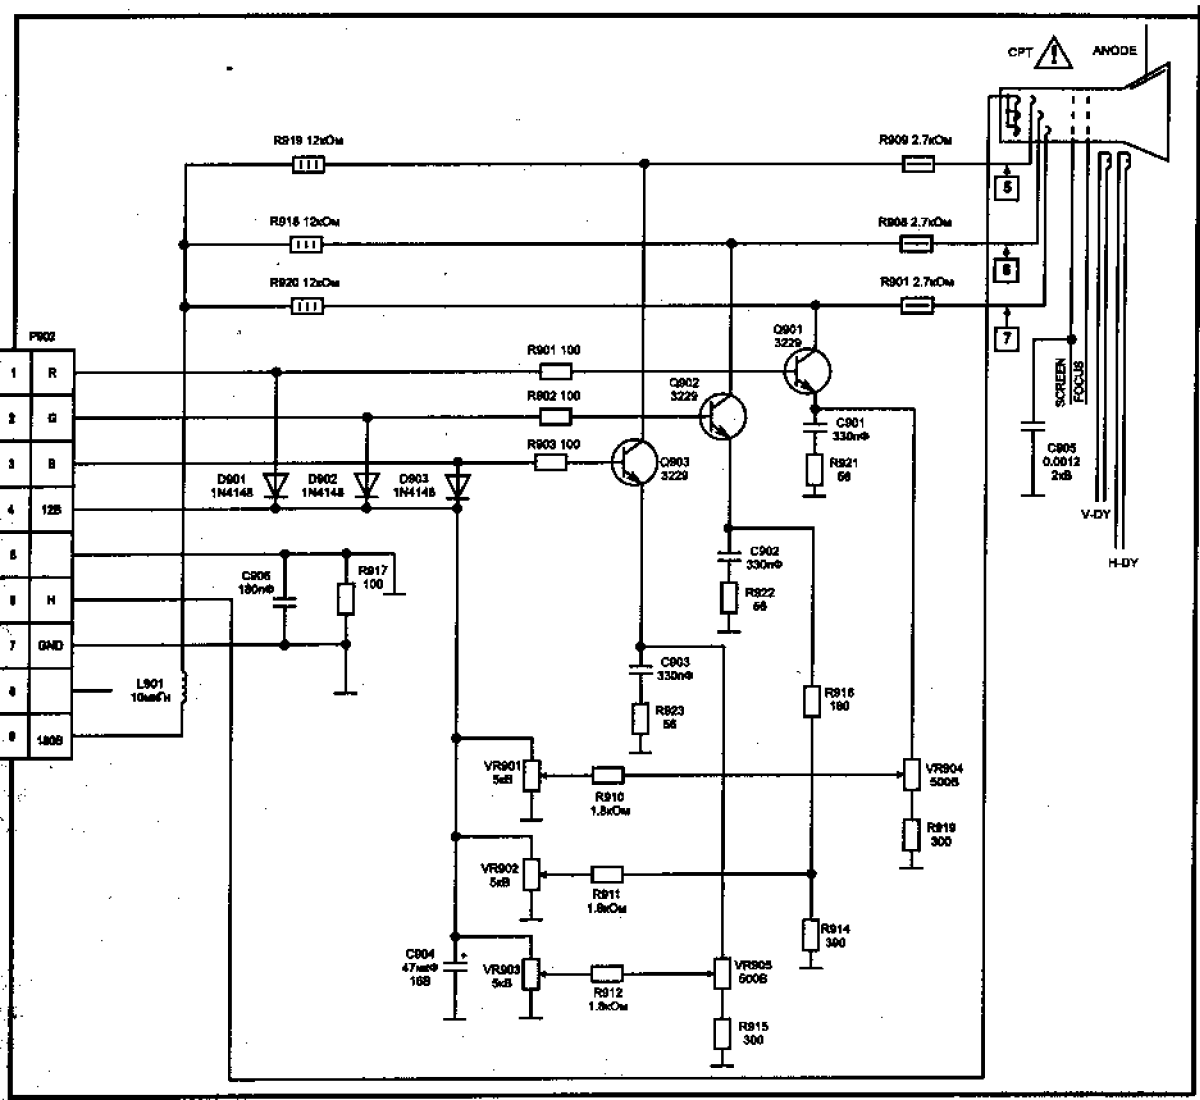 CPT
ANODE
R919 12кОм
R909 2.7кОм
5
R918 12кОм
R908 2.7кОм
6
R920 12кОм
R901 2.7кОм
7
P902
Q901
3229
R901 100
1 R
Q902
3229
R902 100
2 G
SCREEN
FOCUS
C901
330пФ
R903 100
3 B
Q903
3229
C905
0.0012
2кВ
R921
56
D901
1N4148
D902
1N4148
D903
1N4148
4 12В
V-DY
5
C902
330пФ
H-DY
C906
180пФ
R917
100
R922
56
6 H
7 GND
C903
330пФ
8
L901
10мкГн
R916
180
R923
56
9 180В
VR901
5кВ
R910
1.8кОм
VR904
500В
R919
300
VR902
5кВ
R911
1.8кОм
R914
390
C904
47мкФ
16В
+
VR903
5кВ
R912
1.8кОм
VR905
500В
R915
300